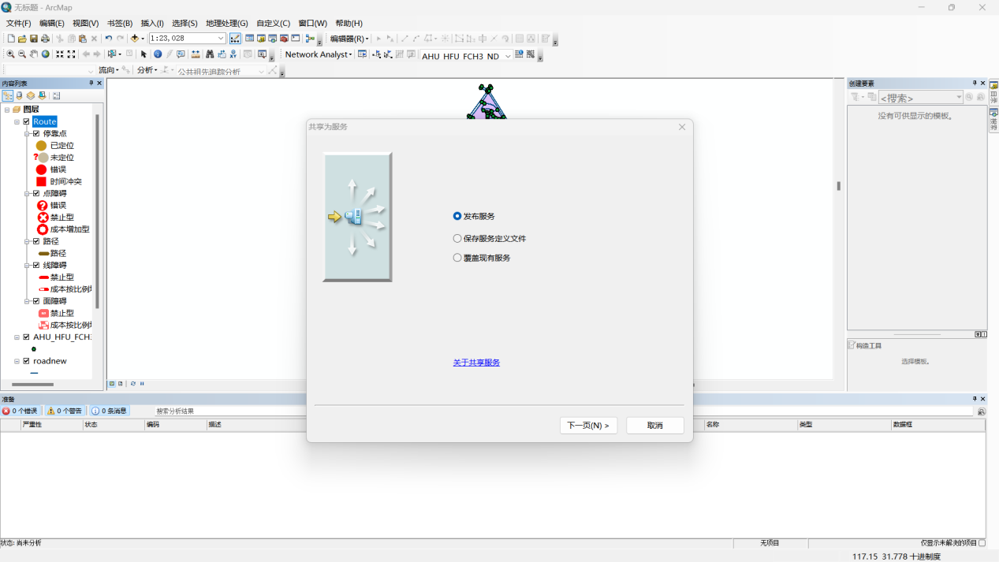 无标题 - ArcMap
文件(F) 编辑(E) 视图(V) 书签(B) 插入(I) 选择(S) 地理处理(G) 自定义(C) 窗口(W) 帮助(H)
1:23,028 编辑器(R)
Network Analyst AHU HFU FCH3 ND
流向 分析 公共祖先追踪分析
内容列表
图层
Route
停靠点
已定位
未定位
错误
时间冲突
点障碍
错误
禁止型
成本增加型
路径
路径
线障碍
禁止型
成本按比例
面障碍
禁止型
成本按比例
AHU_HFU_FCH
roadnew
共享为服务
发布服务
保存服务定义文件
覆盖现有服务
关于共享服务
下一页(N) >
取消
创建要素
<搜索>
没有可供显示的模板。
构造工具
选择模板。
目录
搜索
准备
0 个错误 0 个警告 0 条消息 搜索分析结果
严重性 状态 编码 描述 名称 类型 数据框
状态: 尚未分析 无项目 仅显示未解决的项目
117.15 31.778 十进制度